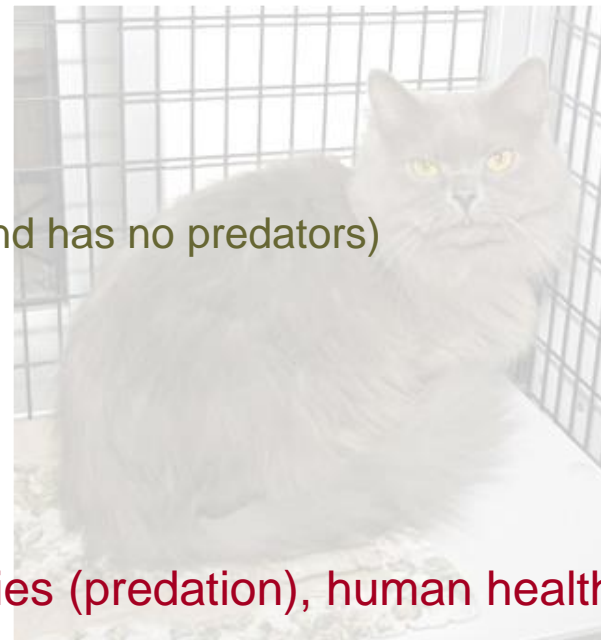 nd has no predators)
ies (predation), human health